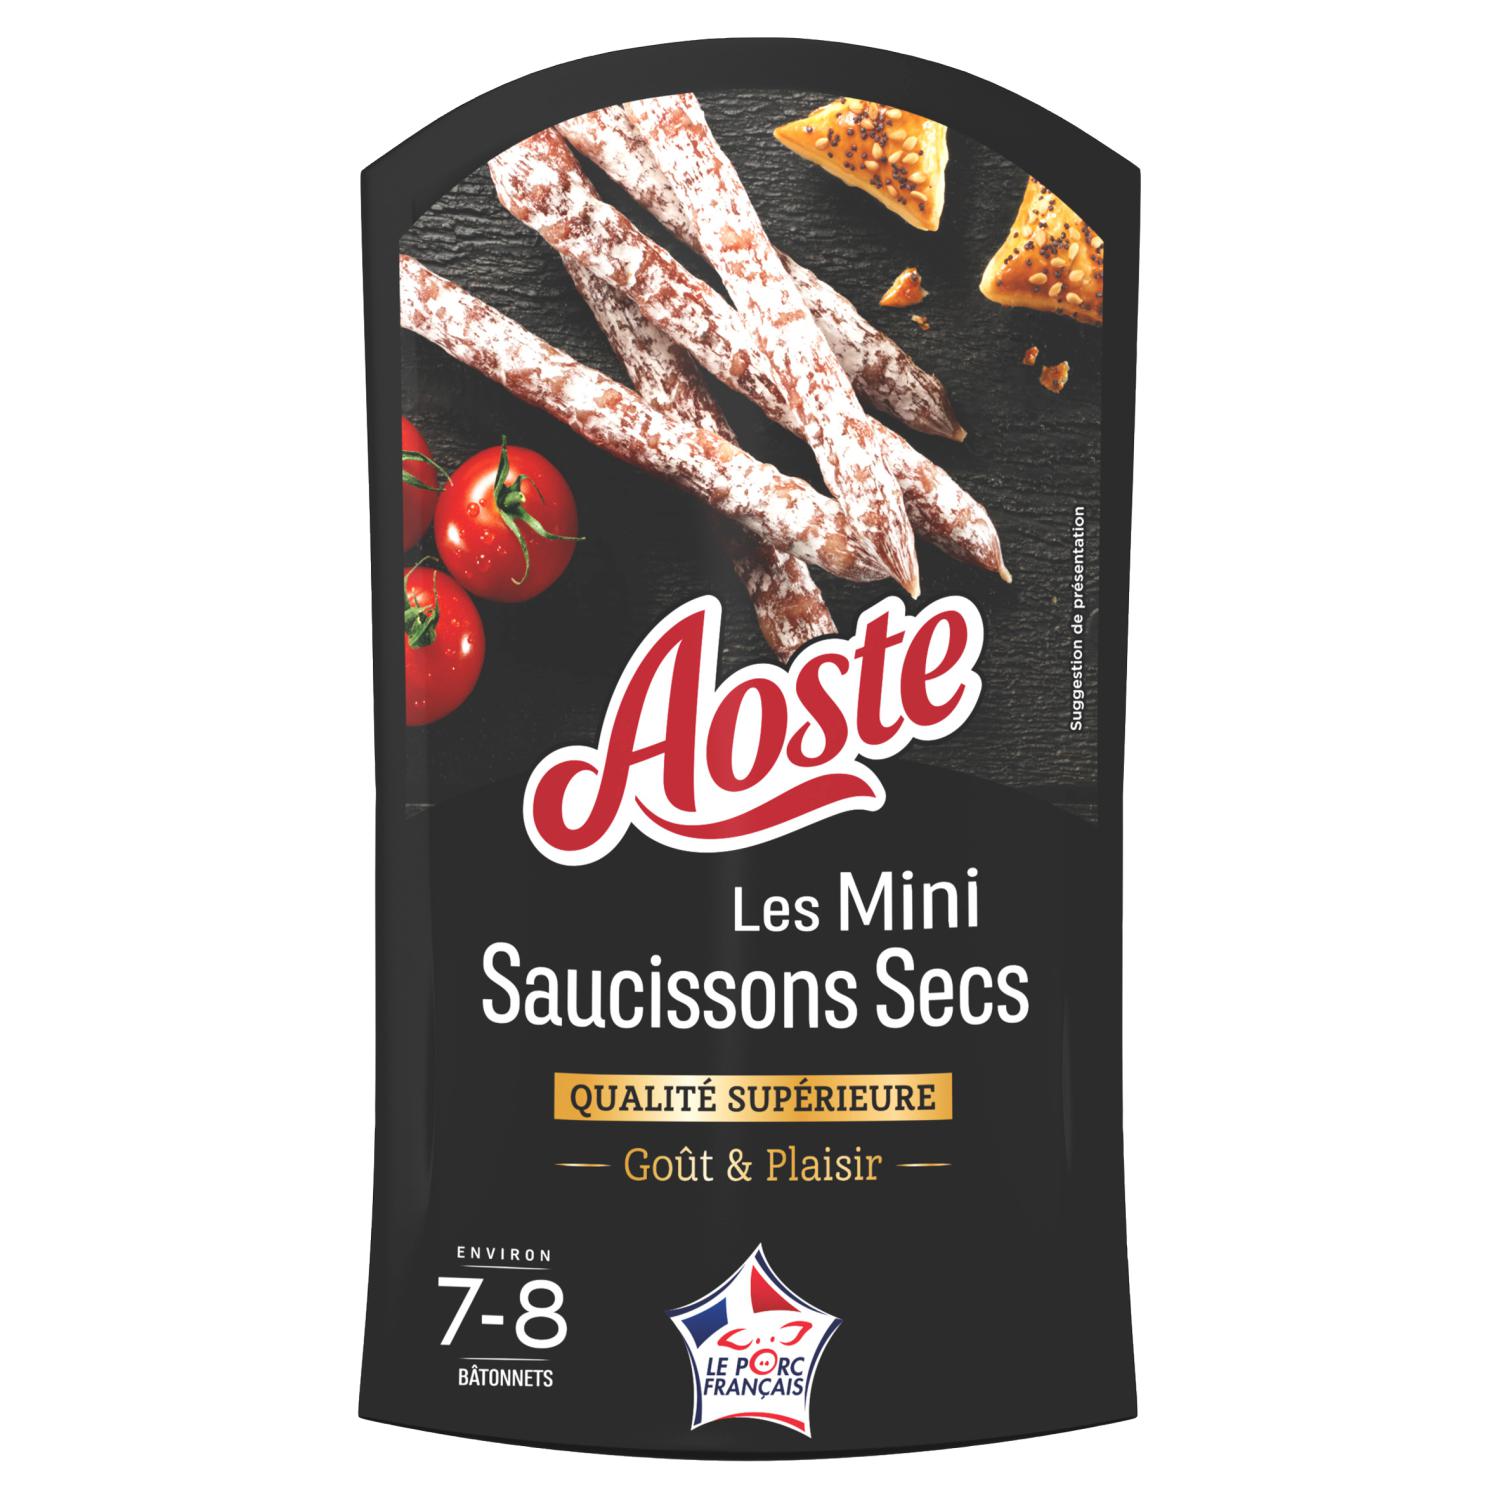 Suggestion de présentation
Aoste
Les Mini
Saucissons Secs
QUALITÉ SUPÉRIEURE
Goût & Plaisir
ENVIRON
7-8
BÂTONNETS
LE PORC
FRANÇAIS